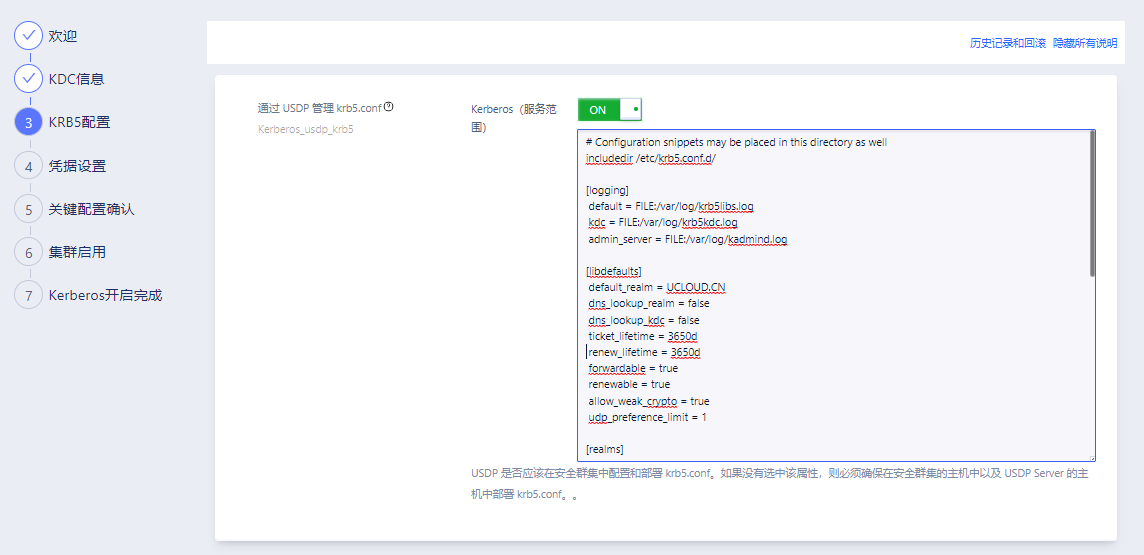 欢迎
KDC信息
3 KRB5配置
4 凭据设置
5 关键配置确认
6 集群启用
7 Kerberos开启完成
历史记录和回滚 隐藏所有说明
通过 USDP 管理 krb5.conf
Kerberos_usdp_krb5
Kerberos（服务范
围）
ON
# Configuration snippets may be placed in this directory as well
includedir /etc/krb5.conf.d/
[logging]
default = FILE:/var/log/krb5libs.log
kdc = FILE:/var/log/krb5kdc.log
admin_server = FILE:/var/log/kadmind.log
[libdefaults]
default_realm = UCLOUD.CN
dns_lookup_realm = false
dns_lookup_kdc = false
ticket_lifetime = 3650d
renew_lifetime = 3650d
forwardable = true
renewable = true
allow_weak_crypto = true
udp_preference_limit = 1
[realms]
USDP 是否应该在安全群集中配置和部署 krb5.conf。如果没有选中该属性，则必须确保在安全群集的主机中以及 USDP Server 的主
机中部署 krb5.conf。。